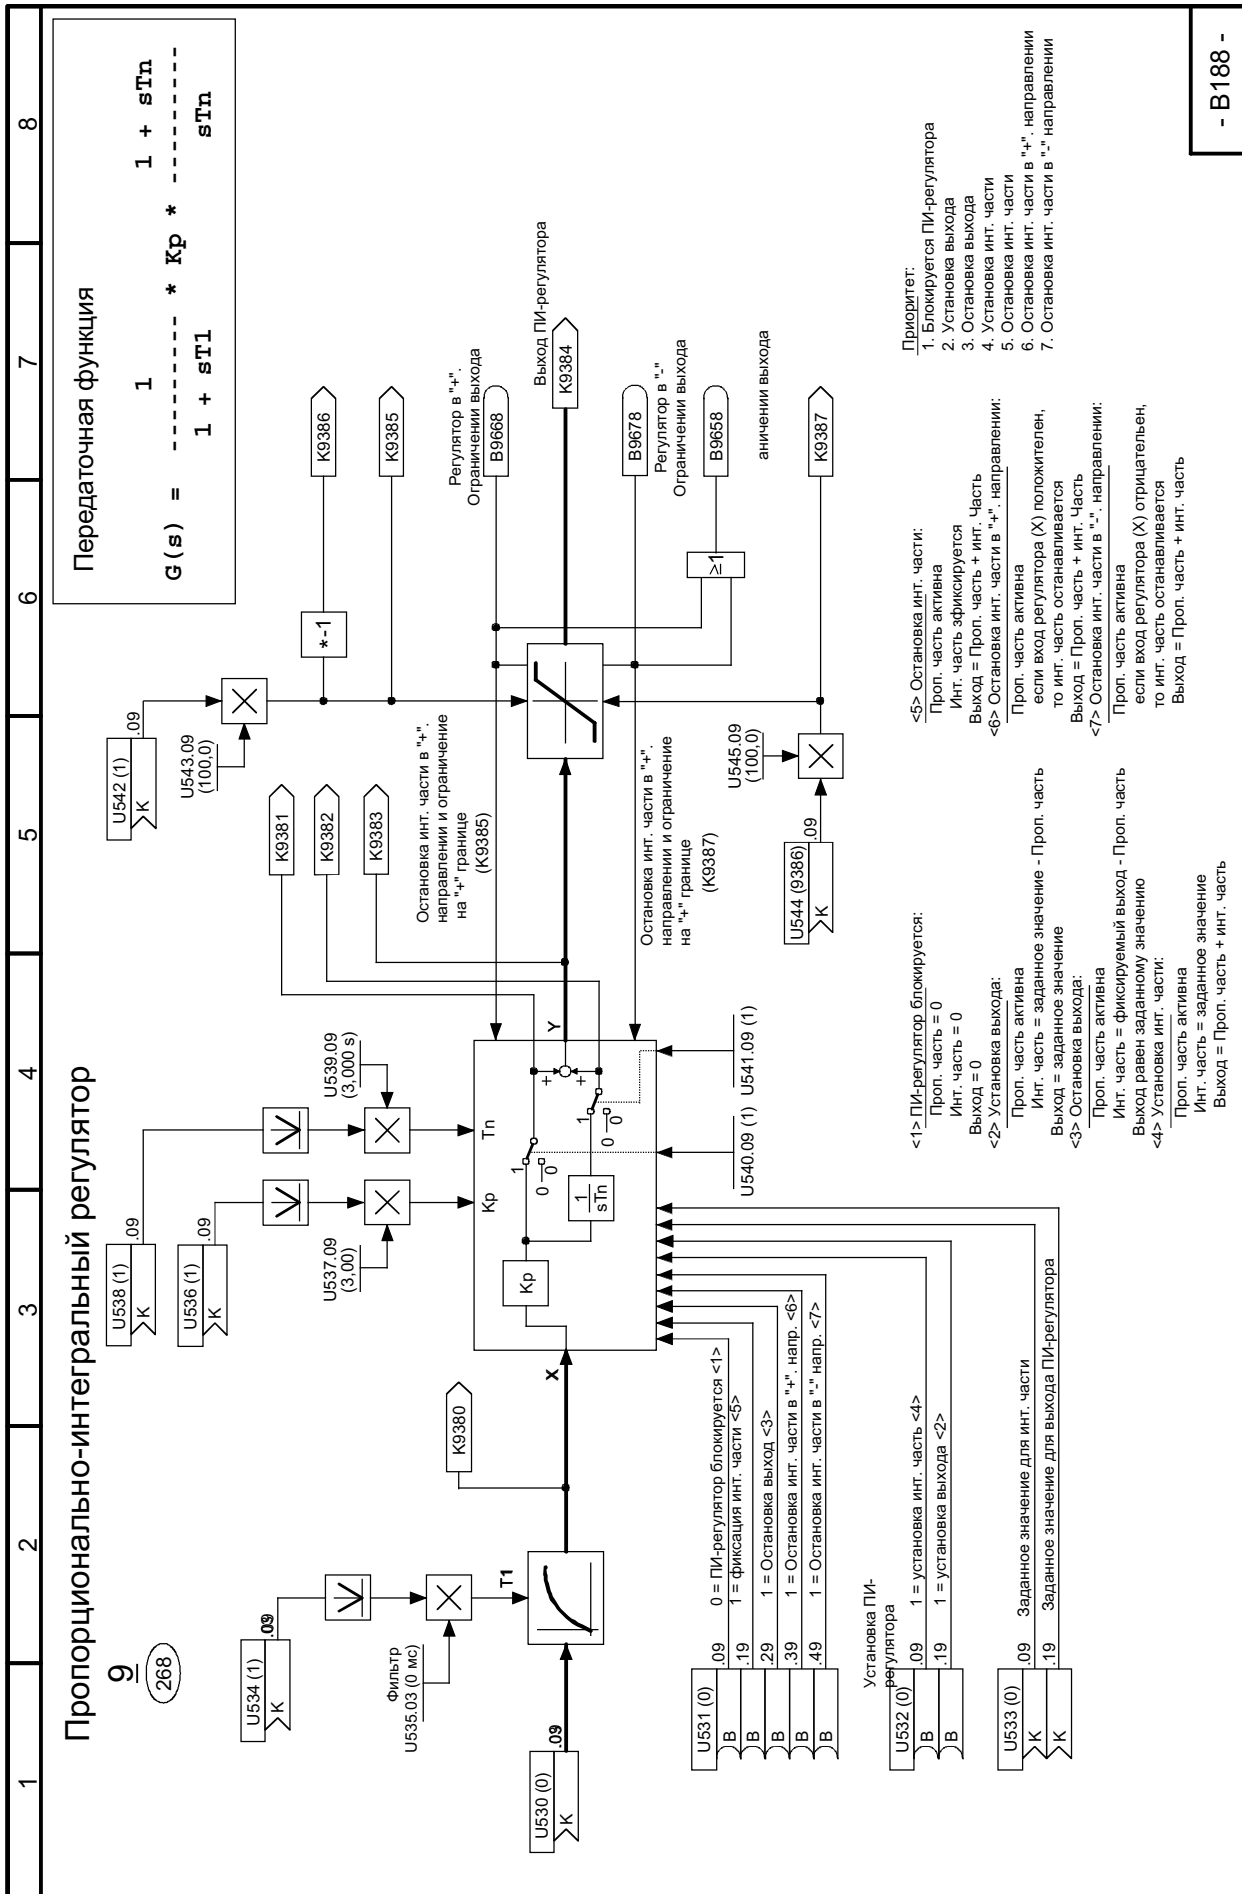 1 2 3 4 5 6 7 8
Пропорционально-интегральный регулятор
9
268
Передаточная функция
1 1 + sTn
G(s) = --------- * Kp * ---------
1 + sT1 sTn
U534 (1)
K
Фильтр
U535.03 (0 мс)
T1
U530 (0)
K
K9380
X
U538 (1)
.09
K
U536 (1)
.09
K
U537.09
(3,00)
U539.09
(3,000 s)
Kp
Tn
Kp
1
sTn
1
0
0
1
0
0
+
+
Y
U540.09 (1)
U541.09 (1)
K9381
K9382
K9383
U542 (1)
.09
K
U543.09
(100,0)
*-1
K9386
K9385
Остановка инт. части в "+".
направлении и ограничение
на "+" границе
(K9385)
Остановка инт. части в "+".
направлении и ограничение
на "+" границе
(K9387)
Регулятор в "+".
Ограничении выхода
B9668
Выход ПИ-регулятора
K9384
B9678
Регулятор в "-"
Ограничении выхода
B9658
≥1
аничении выхода
K9387
U545.09
(100,0)
U544 (9386)
.09
K
U531 (0)
B .09 0 = ПИ-регулятор блокируется <1>
B .19 1 = фиксация инт. части <5>
B .29 1 = Остановка выход <3>
B .39 1 = Остановка инт. части в "+". напр. <6>
B .49 1 = Остановка инт. части в "-" напр. <7>
Установка ПИ-
регулятора
U532 (0)
B .09 1 = установка инт. часть <4>
B .19 1 = установка выхода <2>
U533 (0)
K .09 Заданное значение для инт. части
K .19 Заданное значение для выхода ПИ-регулятора
<1> ПИ-регулятор блокируется:
Проп. часть = 0
Инт. часть = 0
Выход = 0
<2> Установка выхода:
Проп. часть активна
Инт. часть = заданное значение - Проп. часть
Выход = заданное значение
<3> Остановка выхода:
Проп. часть активна
Инт. часть = фиксируемый выход - Проп. часть
Выход равен заданному значению
<4> Установка инт. части:
Проп. часть активна
Инт. часть = заданное значение
Выход = Проп. часть + инт. часть
<5> Остановка инт. части:
Проп. часть активна
Инт. часть зфиксируется
Выход = Проп. часть + инт. Часть
<6> Остановка инт. части в "+". направлении:
Проп. часть активна
если вход регулятора (X) положителен,
то инт. часть останавливается
Выход = Проп. часть + инт. Часть
<7> Остановка инт. части в "-". направлении:
Проп. часть активна
если вход регулятора (X) отрицательен,
то инт. часть останавливается
Выход = Проп. часть + инт. часть
Приоритет:
1. Блокируется ПИ-регулятора
2. Установка выхода
3. Остановка выхода
4. Установка инт. части
5. Остановка инт. части
6. Остановка инт. части в "+". направлении
7. Остановка инт. части в "-" направлении
- B188 -